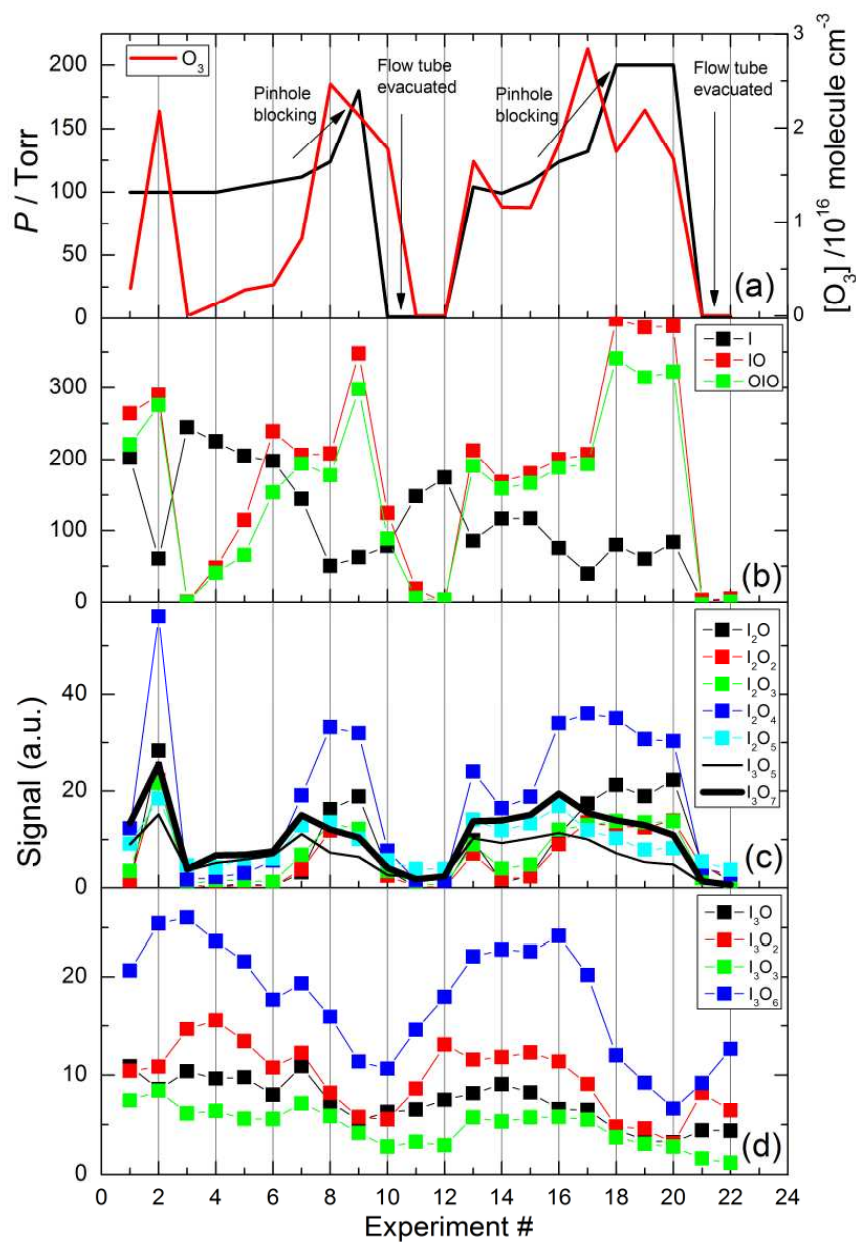 O3
Pinhole
blocking
Flow tube
evacuated
Pinhole
blocking
Flow tube
evacuated
200
150
100
50
0
P / Torr
3
2
1
0
[O3] /10^16 molecule cm^-3
(a)
I
IO
OIO
300
200
100
0
(b)
I2O
I2O2
I2O3
I2O4
I2O5
I3O5
I3O7
40
20
0
Signal (a.u.)
(c)
I3O
I3O2
I3O3
I3O6
20
10
0
(d)
0 2 4 6 8 10 12 14 16 18 20 22 24
Experiment #